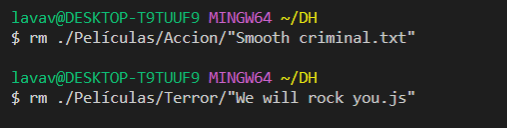 lavav@DESKTOP-T9TUUF9 MINGW64 ~/DH
$ rm ./Películas/Accion/"Smooth criminal.txt"
lavav@DESKTOP-T9TUUF9 MINGW64 ~/DH
$ rm ./Películas/Terror/"We will rock you.js"